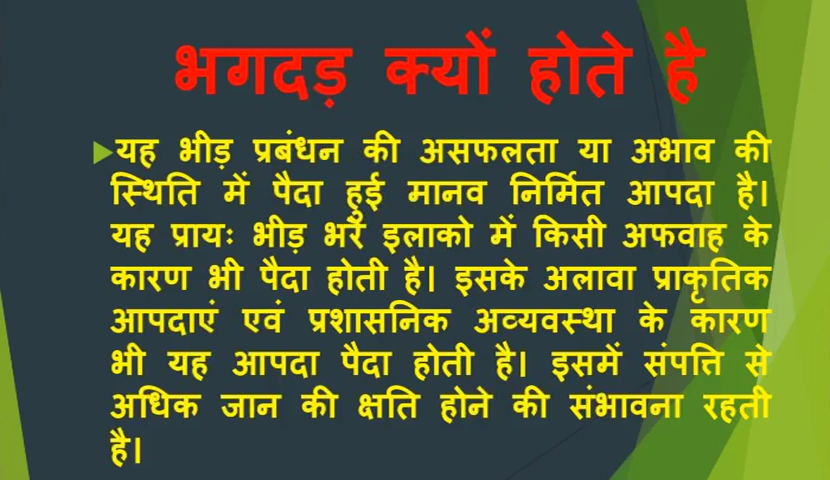 भगदड़ क्यों होते है
यह भीड़ प्रबंधन की असफलता या अभाव की
स्थिति में पैदा हुई मानव निर्मित आपदा है।
यह प्रायः भीड़ भरें इलाको में किसी अफवाह के
कारण भी पैदा होती है। इसके अलावा प्राकृतिक
आपदाएं एवं प्रशासनिक अव्यवस्था के कारण
भी यह आपदा पैदा होती है। इसमें संपत्ति से
अधिक जान की क्षति होने की संभावना रहती
है।